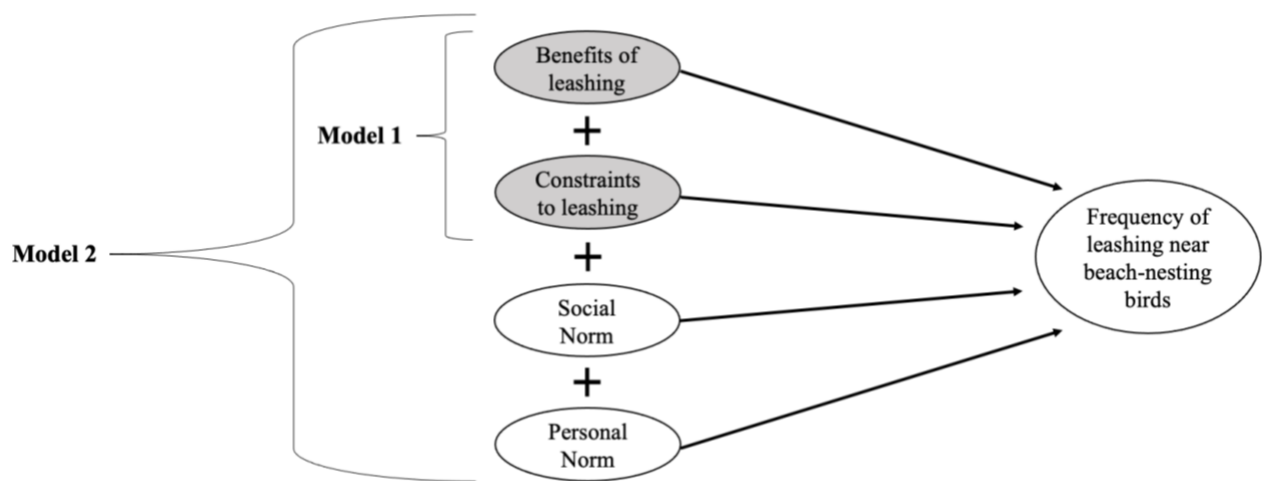 Benefits of
leashing
+
Model 1
Constraints
to leashing
+
Model 2
Social
Norm
+
Personal
Norm
Frequency of
leashing near
beach-nesting
birds